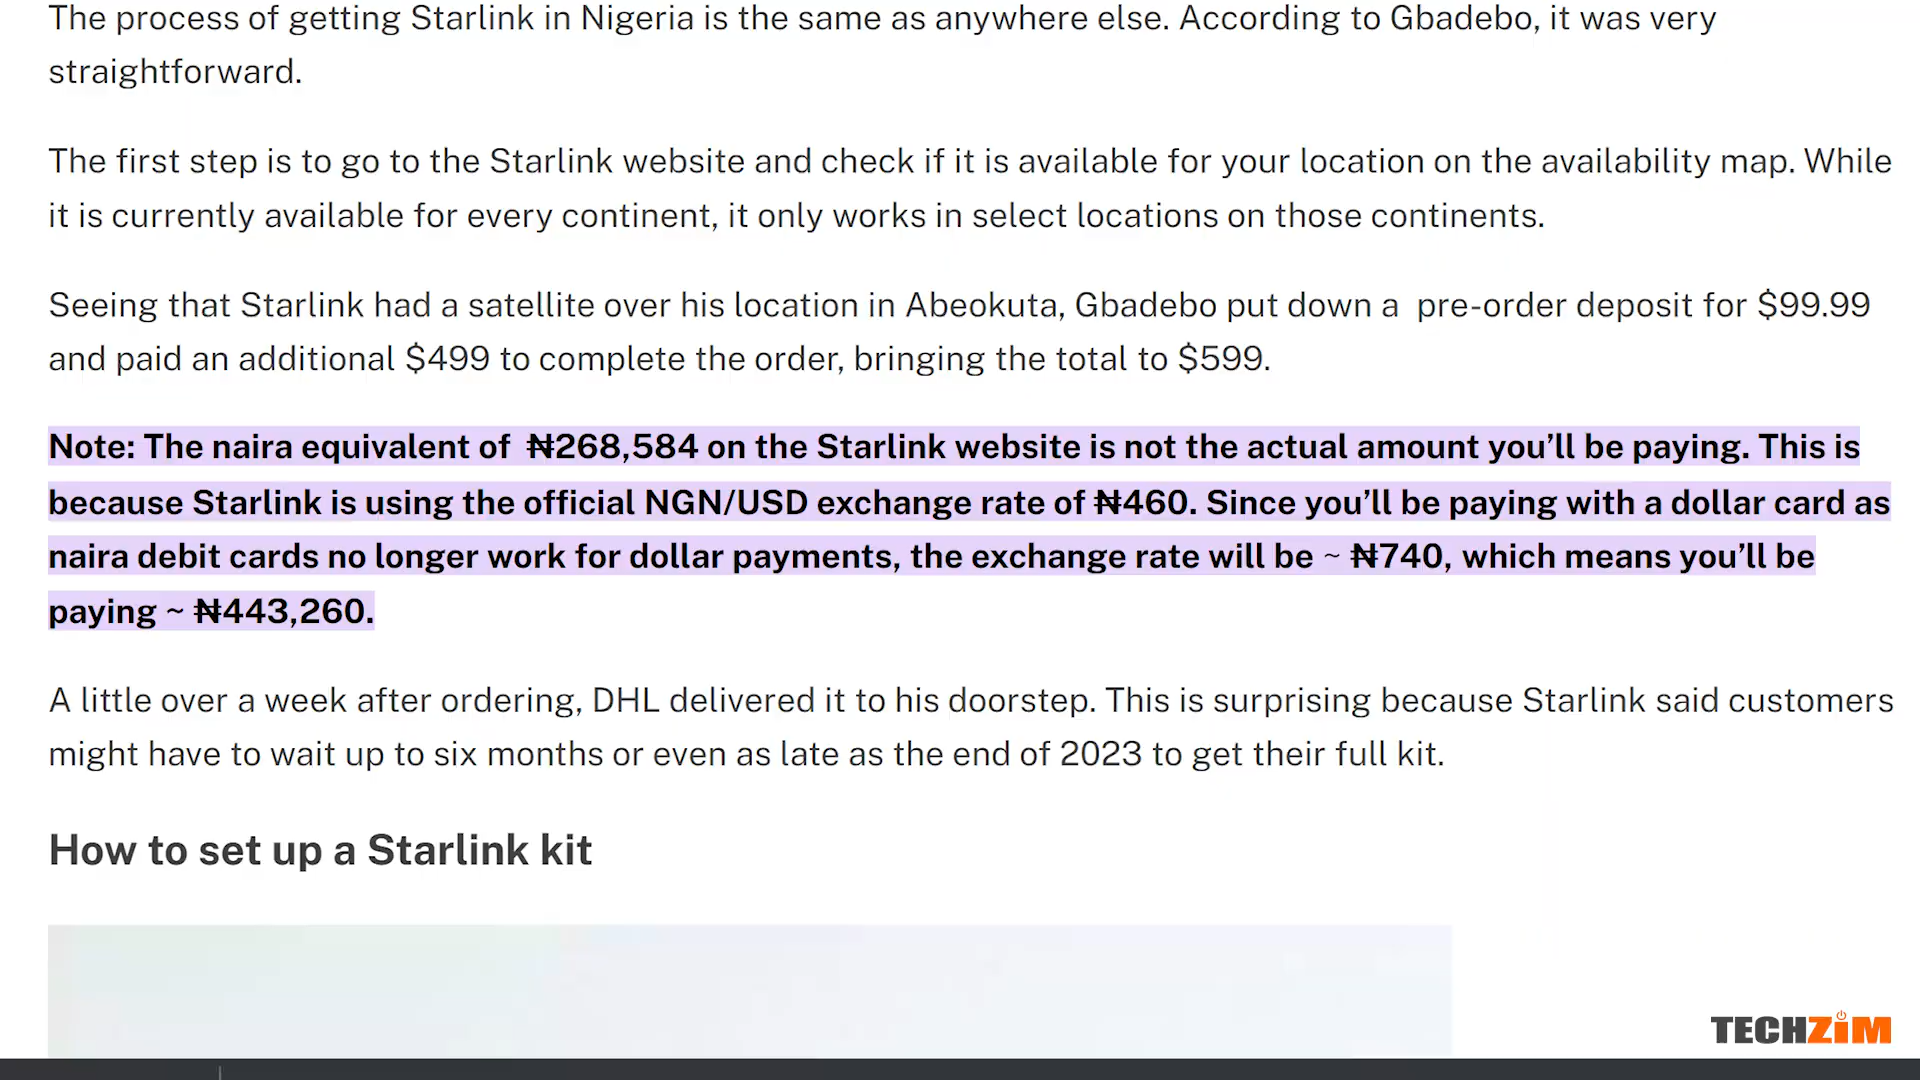 The process of getting Starlink in Nigeria is the same as anywhere else. According to Gbadebo, it was very
straightforward.
The first step is to go to the Starlink website and check if it is available for your location on the availability map. While
it is currently available for every continent, it only works in select locations on those continents.
Seeing that Starlink had a satellite over his location in Abeokuta, Gbadebo put down a  pre-order deposit for $99.99
and paid an additional $499 to complete the order, bringing the total to $599.
Note: The naira equivalent of  ₦268,584 on the Starlink website is not the actual amount you’ll be paying. This is
because Starlink is using the official NGN/USD exchange rate of ₦460. Since you’ll be paying with a dollar card as
naira debit cards no longer work for dollar payments, the exchange rate will be ~ ₦740, which means you’ll be
paying ~ ₦443,260.
A little over a week after ordering, DHL delivered it to his doorstep. This is surprising because Starlink said customers
might have to wait up to six months or even as late as the end of 2023 to get their full kit.
How to set up a Starlink kit
TECHZiM